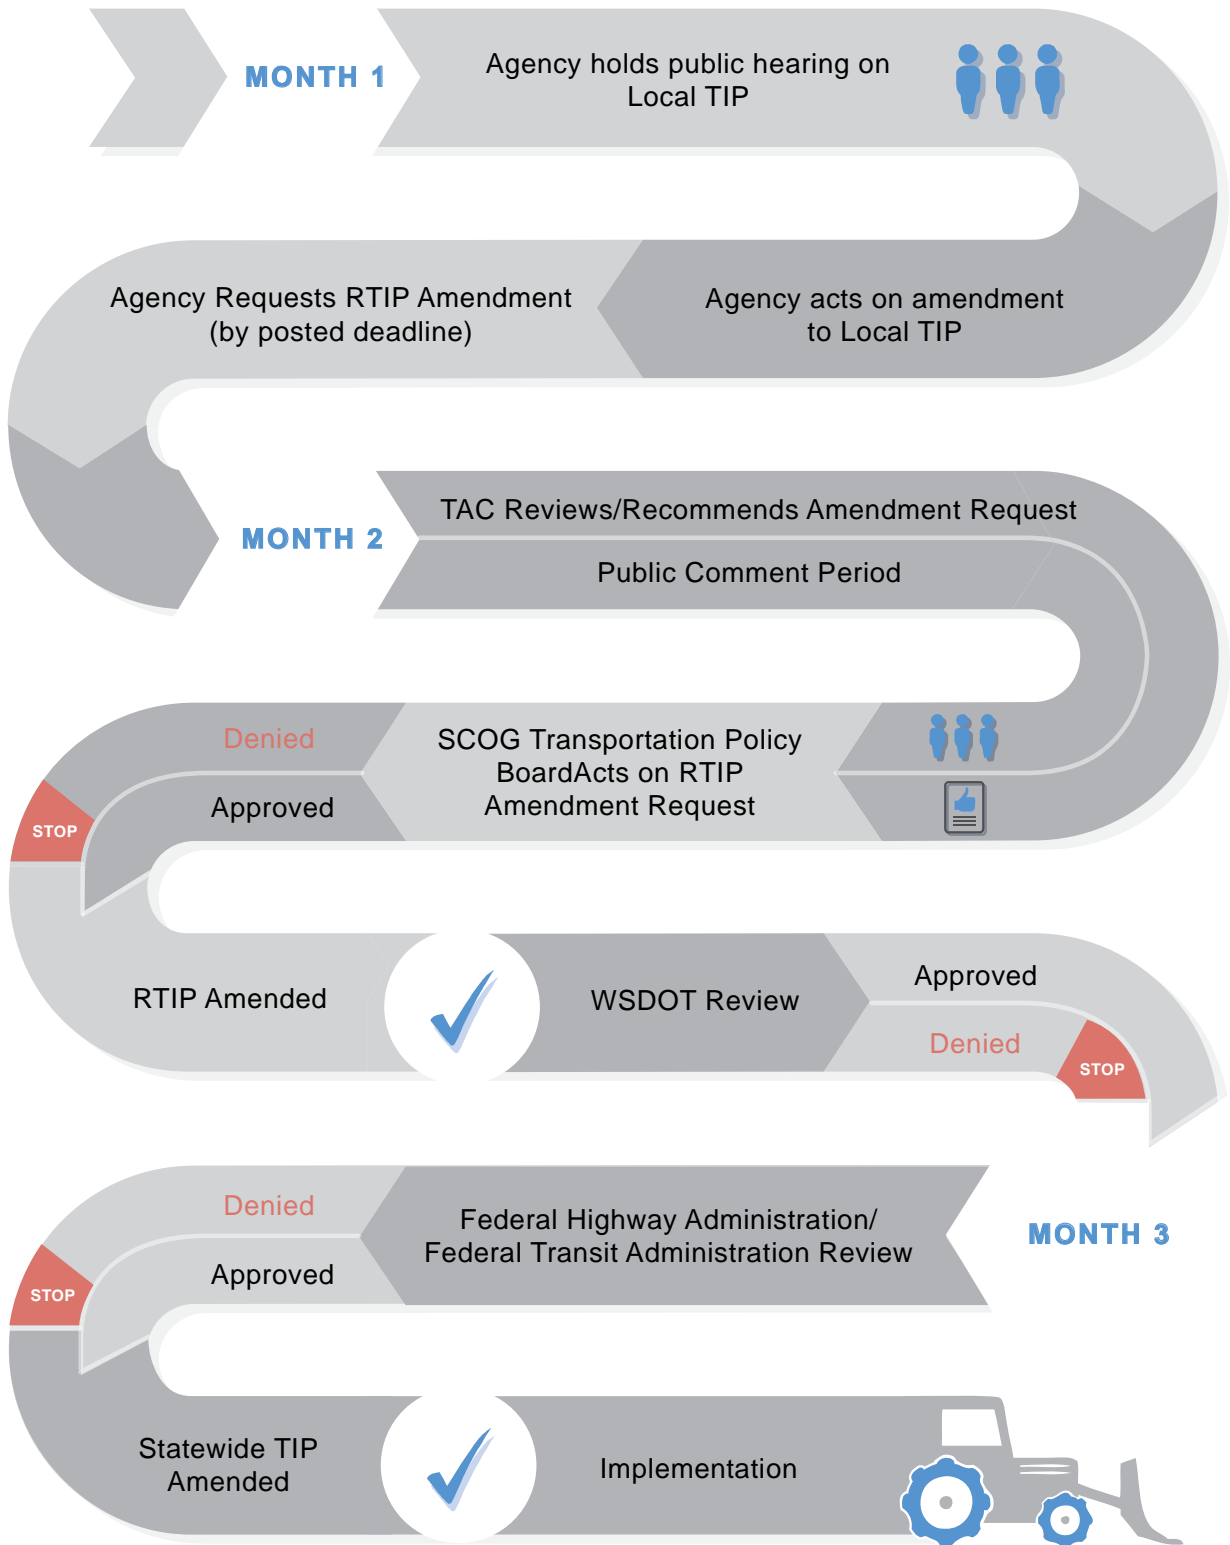 MONTH 1
Agency holds public hearing on
Local TIP
Agency acts on amendment
to Local TIP
Agency Requests RTIP Amendment
(by posted deadline)
MONTH 2
TAC Reviews/Recommends Amendment Request
Public Comment Period
SCOG Transportation Policy
BoardActs on RTIP
Amendment Request
Denied
Approved
STOP
RTIP Amended
WSDOT Review
Approved
Denied
STOP
MONTH 3
Federal Highway Administration/
Federal Transit Administration Review
Denied
Approved
STOP
Statewide TIP
Amended
Implementation